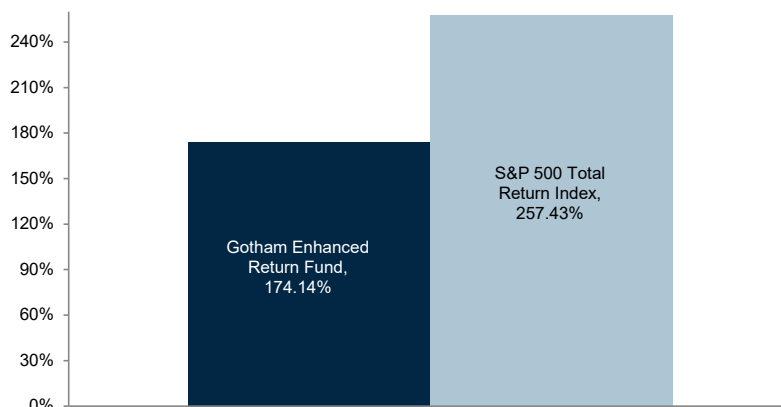 240%
210%
180%
150%
120%
90%
60%
30%
0%
Gotham Enhanced
Return Fund,
174.14%
S&P 500 Total
Return Index,
257.43%